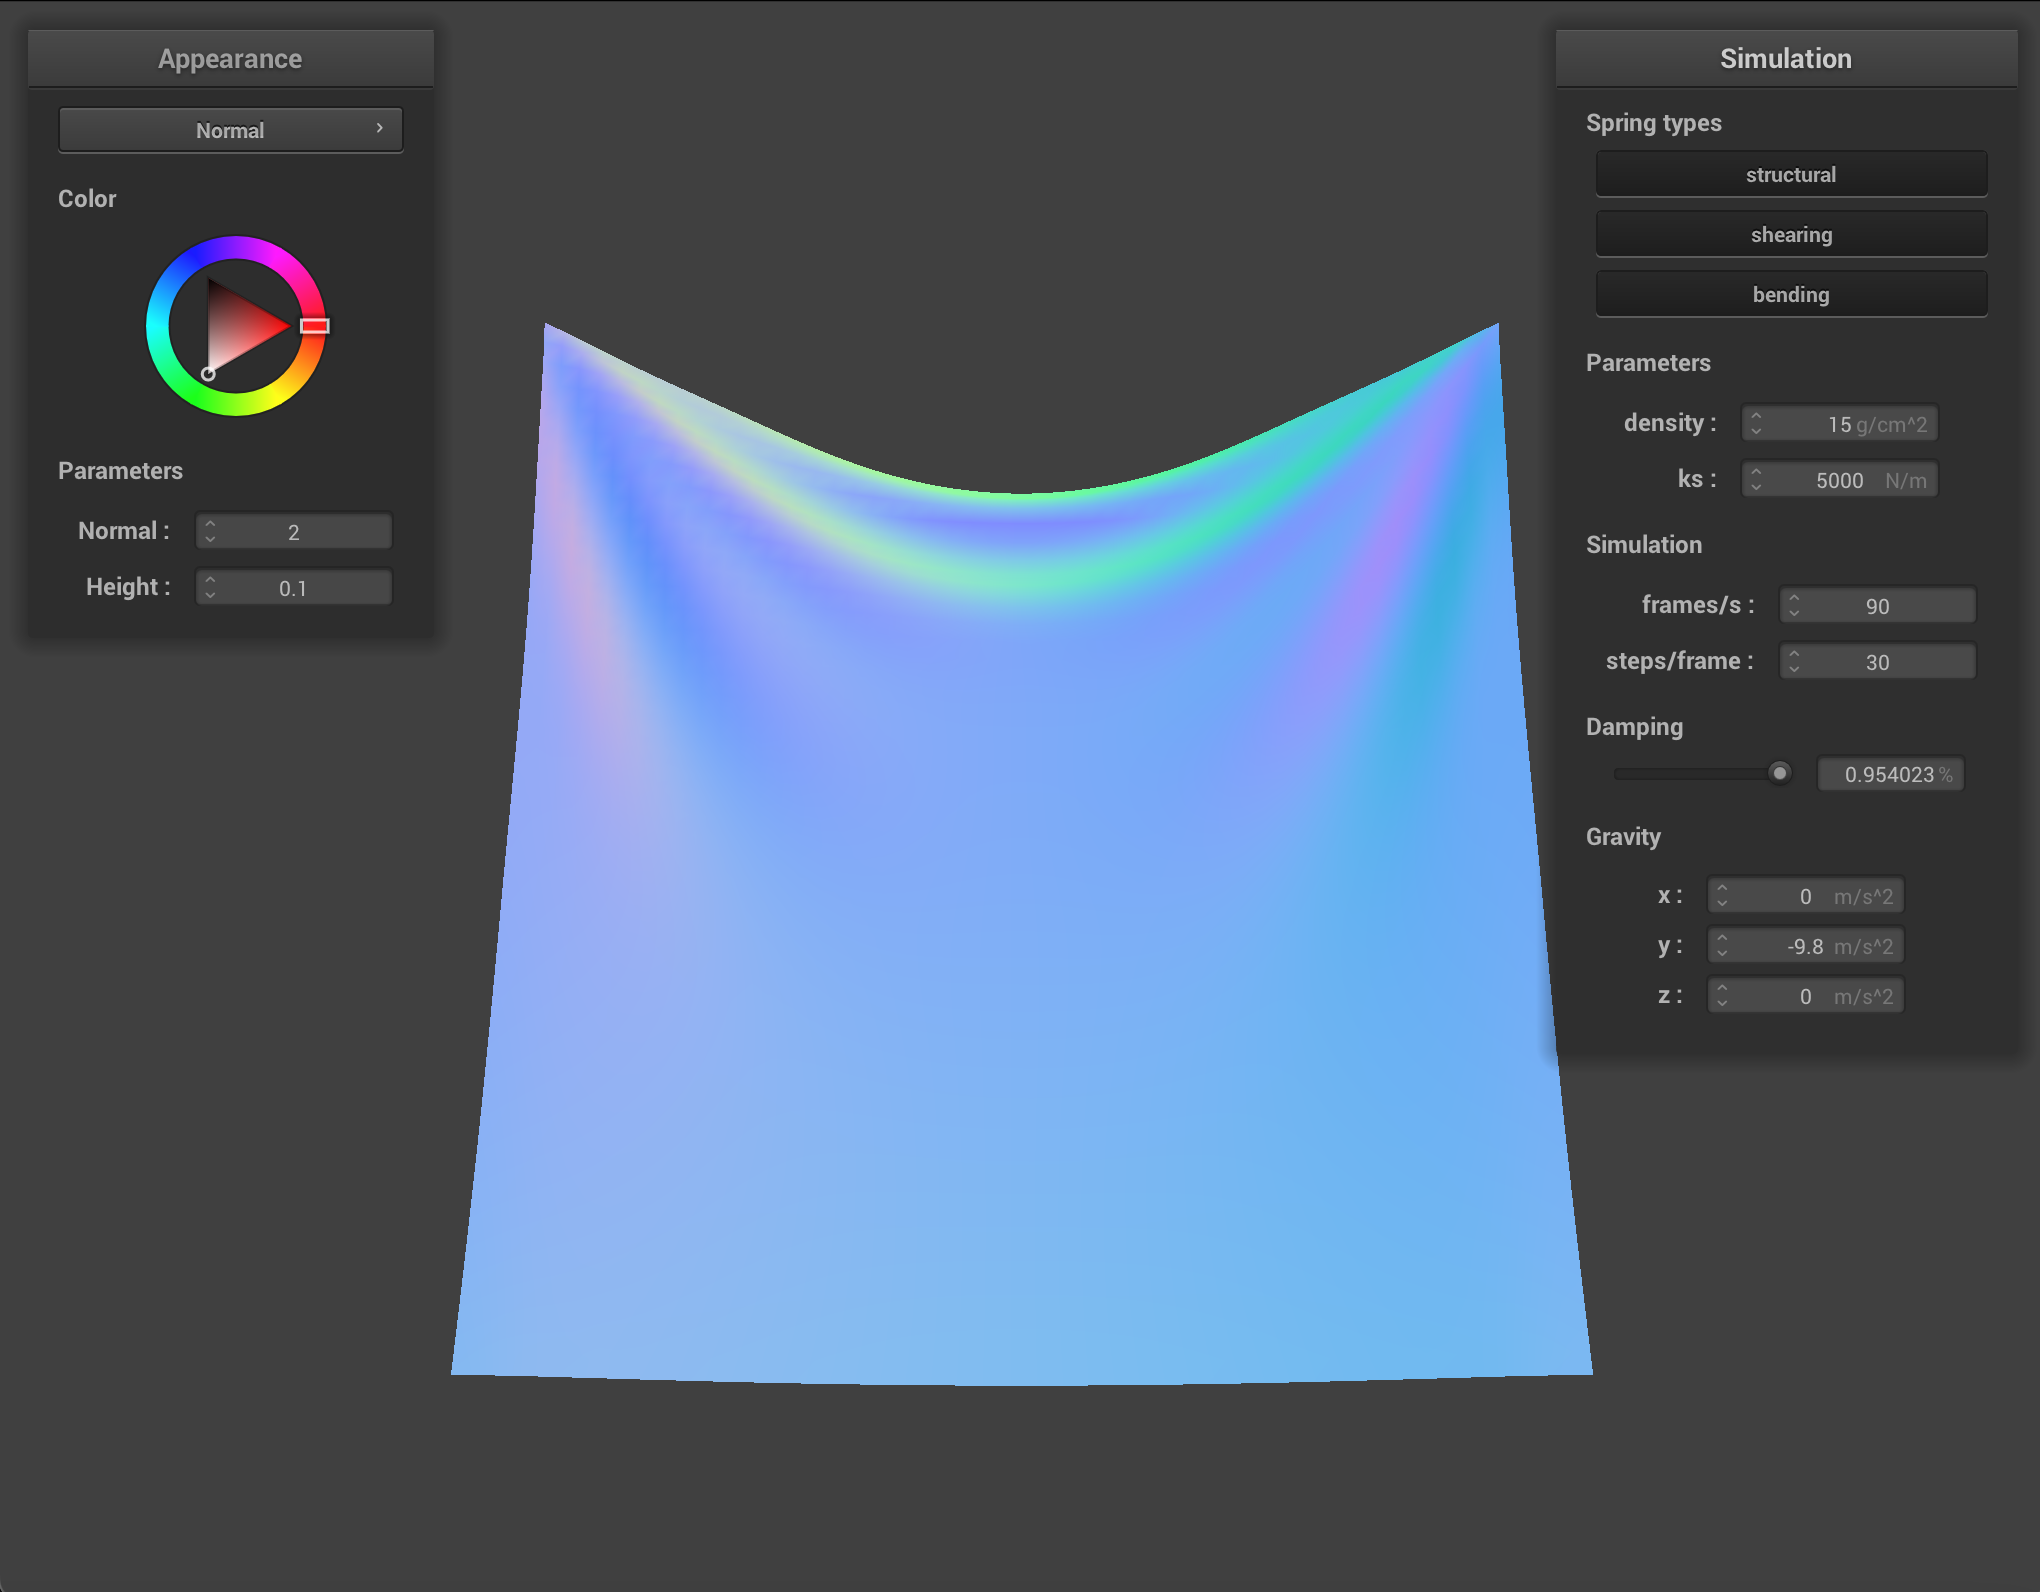 Appearance
Normal
Color
Parameters
Normal : 2
Height : 0.1
Simulation
Spring types
structural
shearing
bending
Parameters
density : 15 g/cm^2
ks : 5000 N/m
Simulation
frames/s : 90
steps/frame : 30
Damping
0.954023 %
Gravity
x : 0 m/s^2
y : -9.8 m/s^2
z : 0 m/s^2